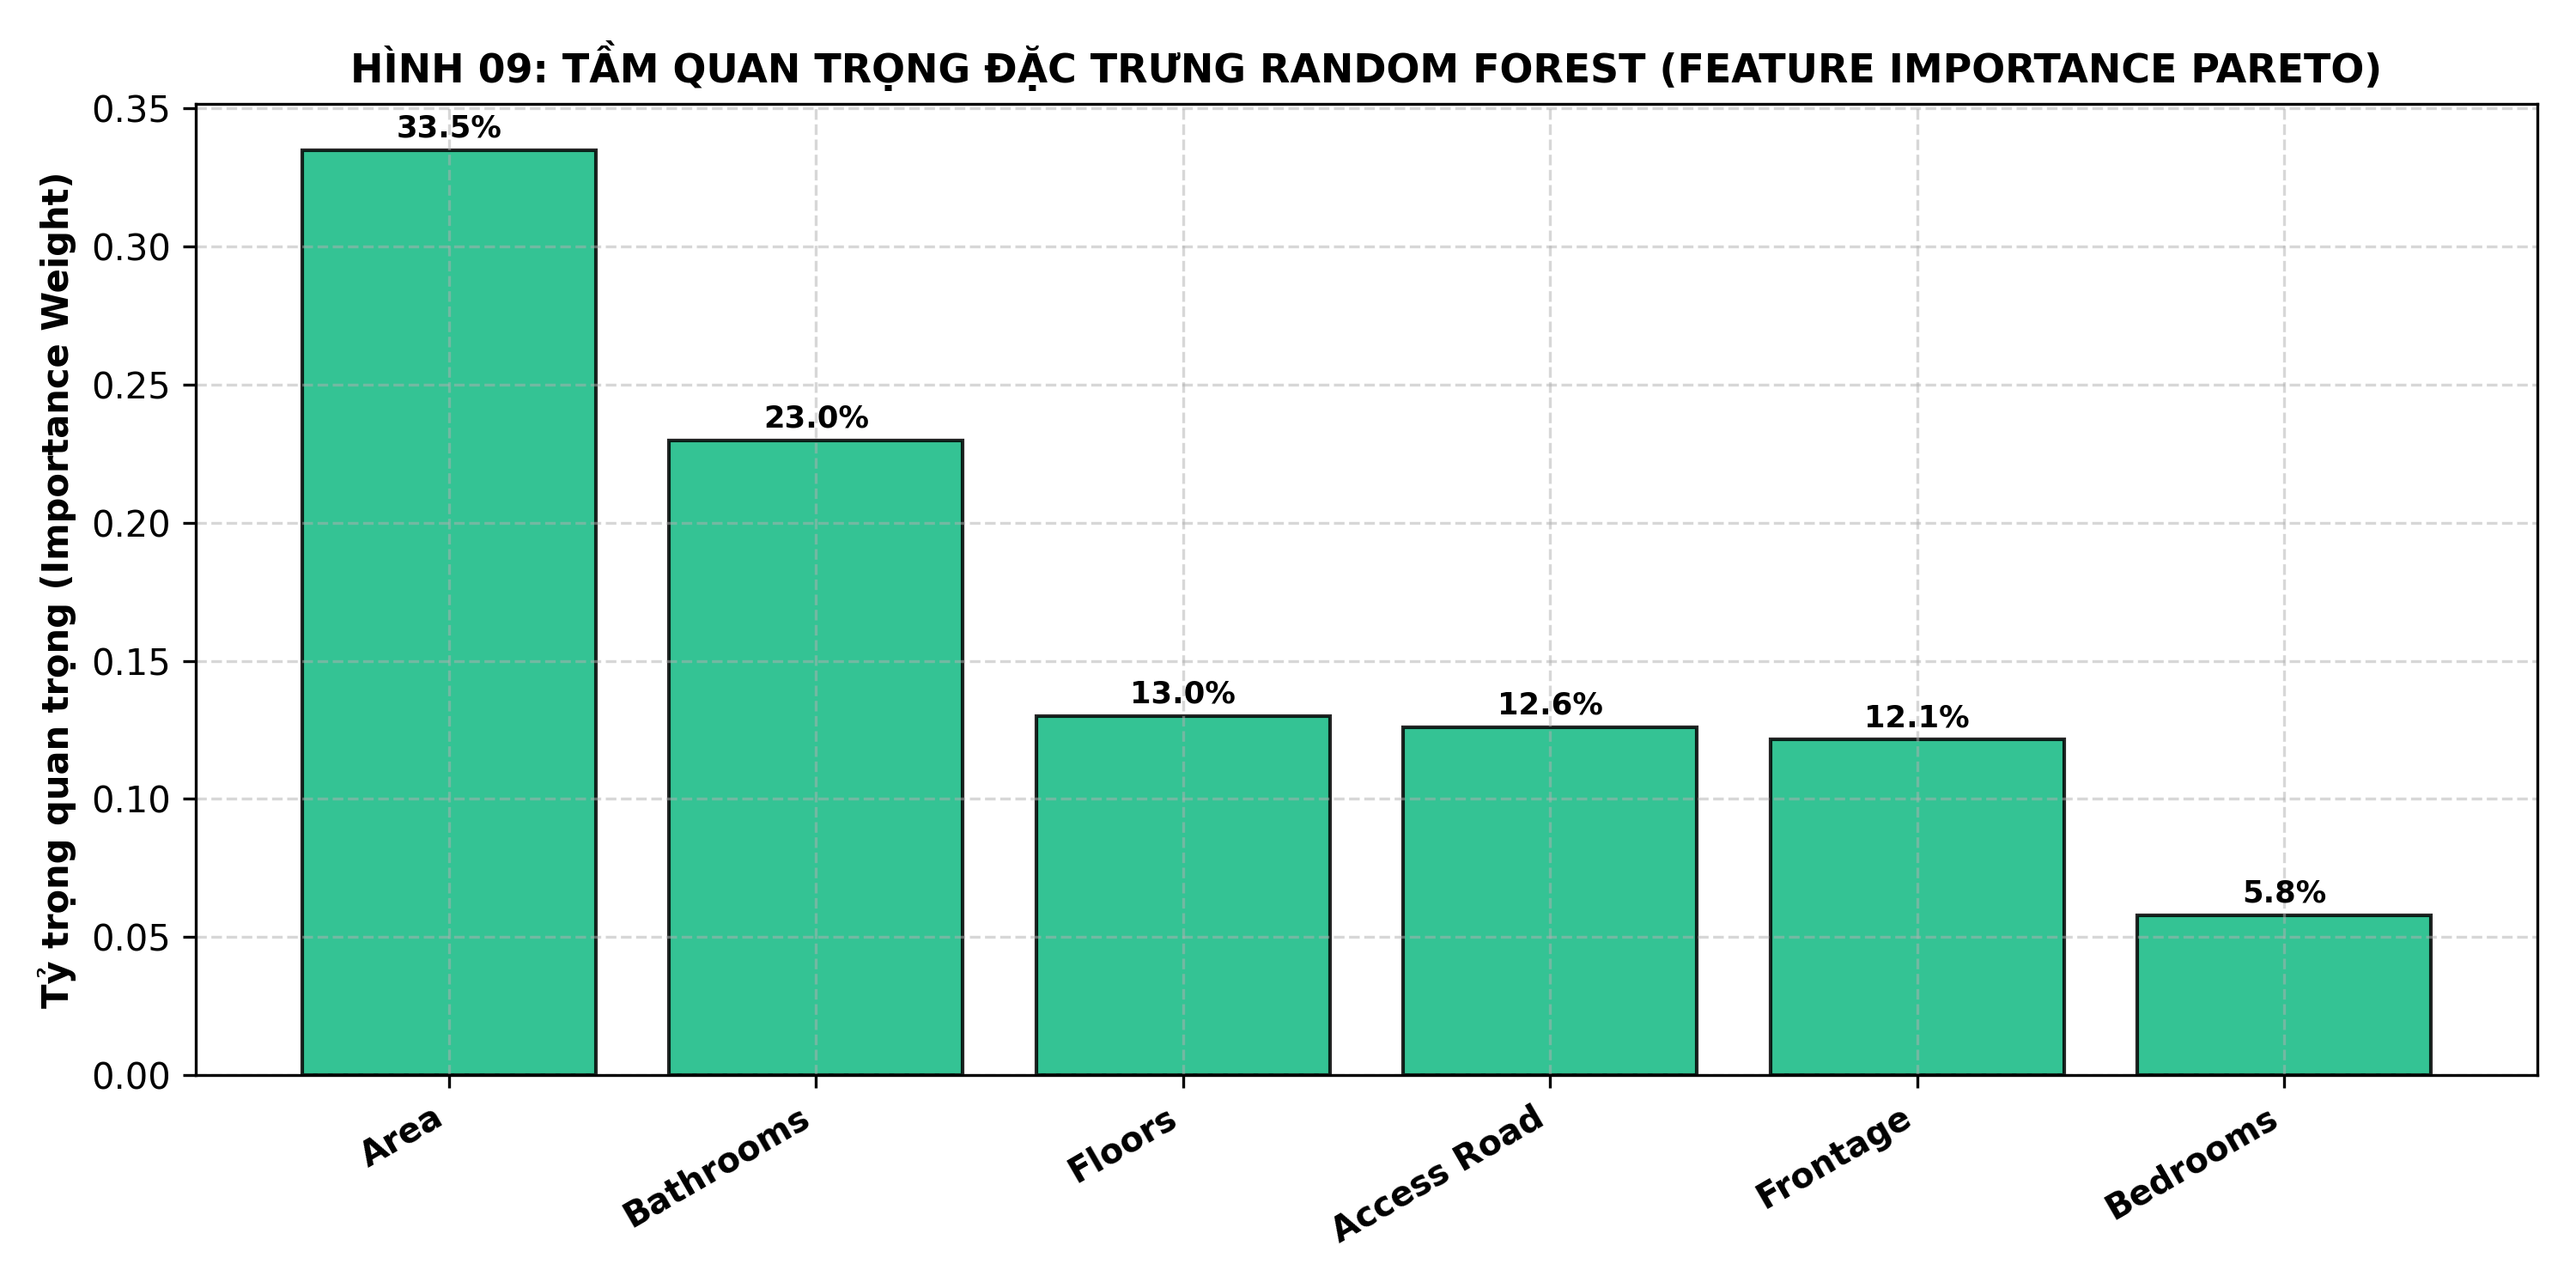 HÌNH 09: TẦM QUAN TRỌNG ĐẶC TRƯNG RANDOM FOREST (FEATURE IMPORTANCE PARETO)
Tỷ trọng quan trọng (Importance Weight)
0.35
0.30
0.25
0.20
0.15
0.10
0.05
0.00
33.5%
23.0%
13.0%
12.6%
12.1%
5.8%
Area
Bathrooms
Floors
Access Road
Frontage
Bedrooms